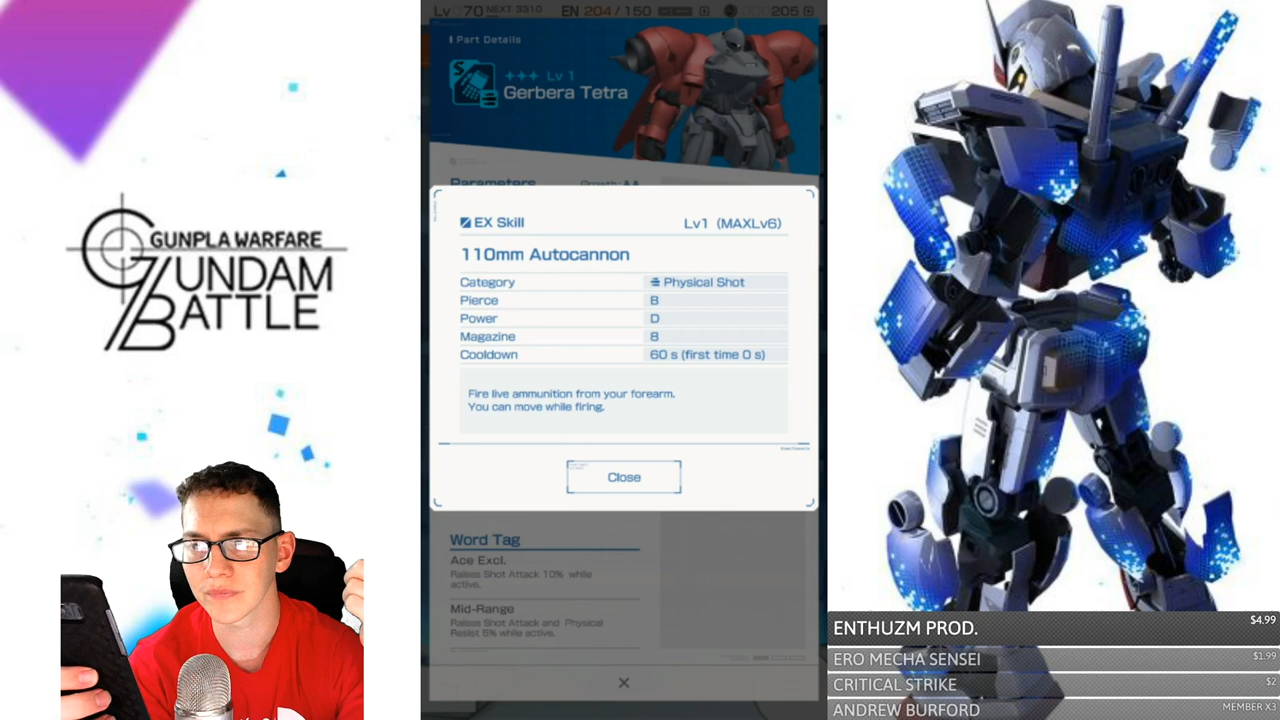 GUNPLA WARFARE
GUNDAM
BATTLE
Lv 70 NEXT 3310 EN 204 / 150 205
Part Details
S
+++ Lv 1
Gerbera Tetra
Parameters Growth: AA
EX Skill Lv1 (MAXLv6)
110mm Autocannon
Category Physical Shot
Pierce B
Power D
Magazine 8
Cooldown 60 s (first time 0 s)
Fire live ammunition from your forearm.
You can move while firing.
Close
Word Tag
Ace Excl.
Raises Shot Attack 10% while
active.
Mid-Range
Raises Shot Attack and Physical
Resist 5% while active.
ENTHUZM PROD. $4.99
ERO MECHA SENSEI $1.99
CRITICAL STRIKE $2
ANDREW BURFORD MEMBER X3